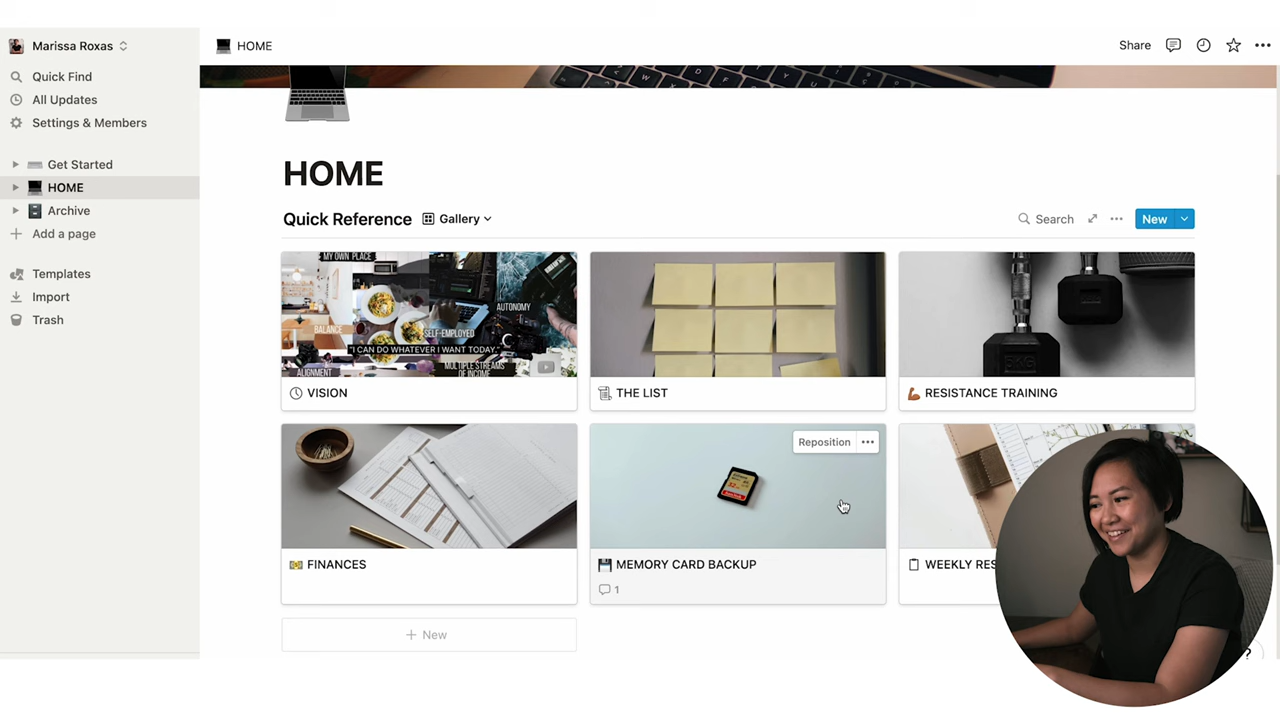 Marissa Roxas
HOME
Share
Quick Find
All Updates
Settings & Members
Get Started
HOME
Archive
Add a page
Templates
Import
Trash
HOME
Quick Reference
Gallery
Search
New
MY OWN PLACE
BALANCE
AUTONOMY
SELF-EMPLOYED
"I CAN DO WHATEVER I WANT TODAY."
ALIGNMENT
MULTIPLE STREAMS
OF INCOME
VISION
THE LIST
RESISTANCE TRAINING
Reposition
FINANCES
MEMORY CARD BACKUP
1
WEEKLY RES
New
?